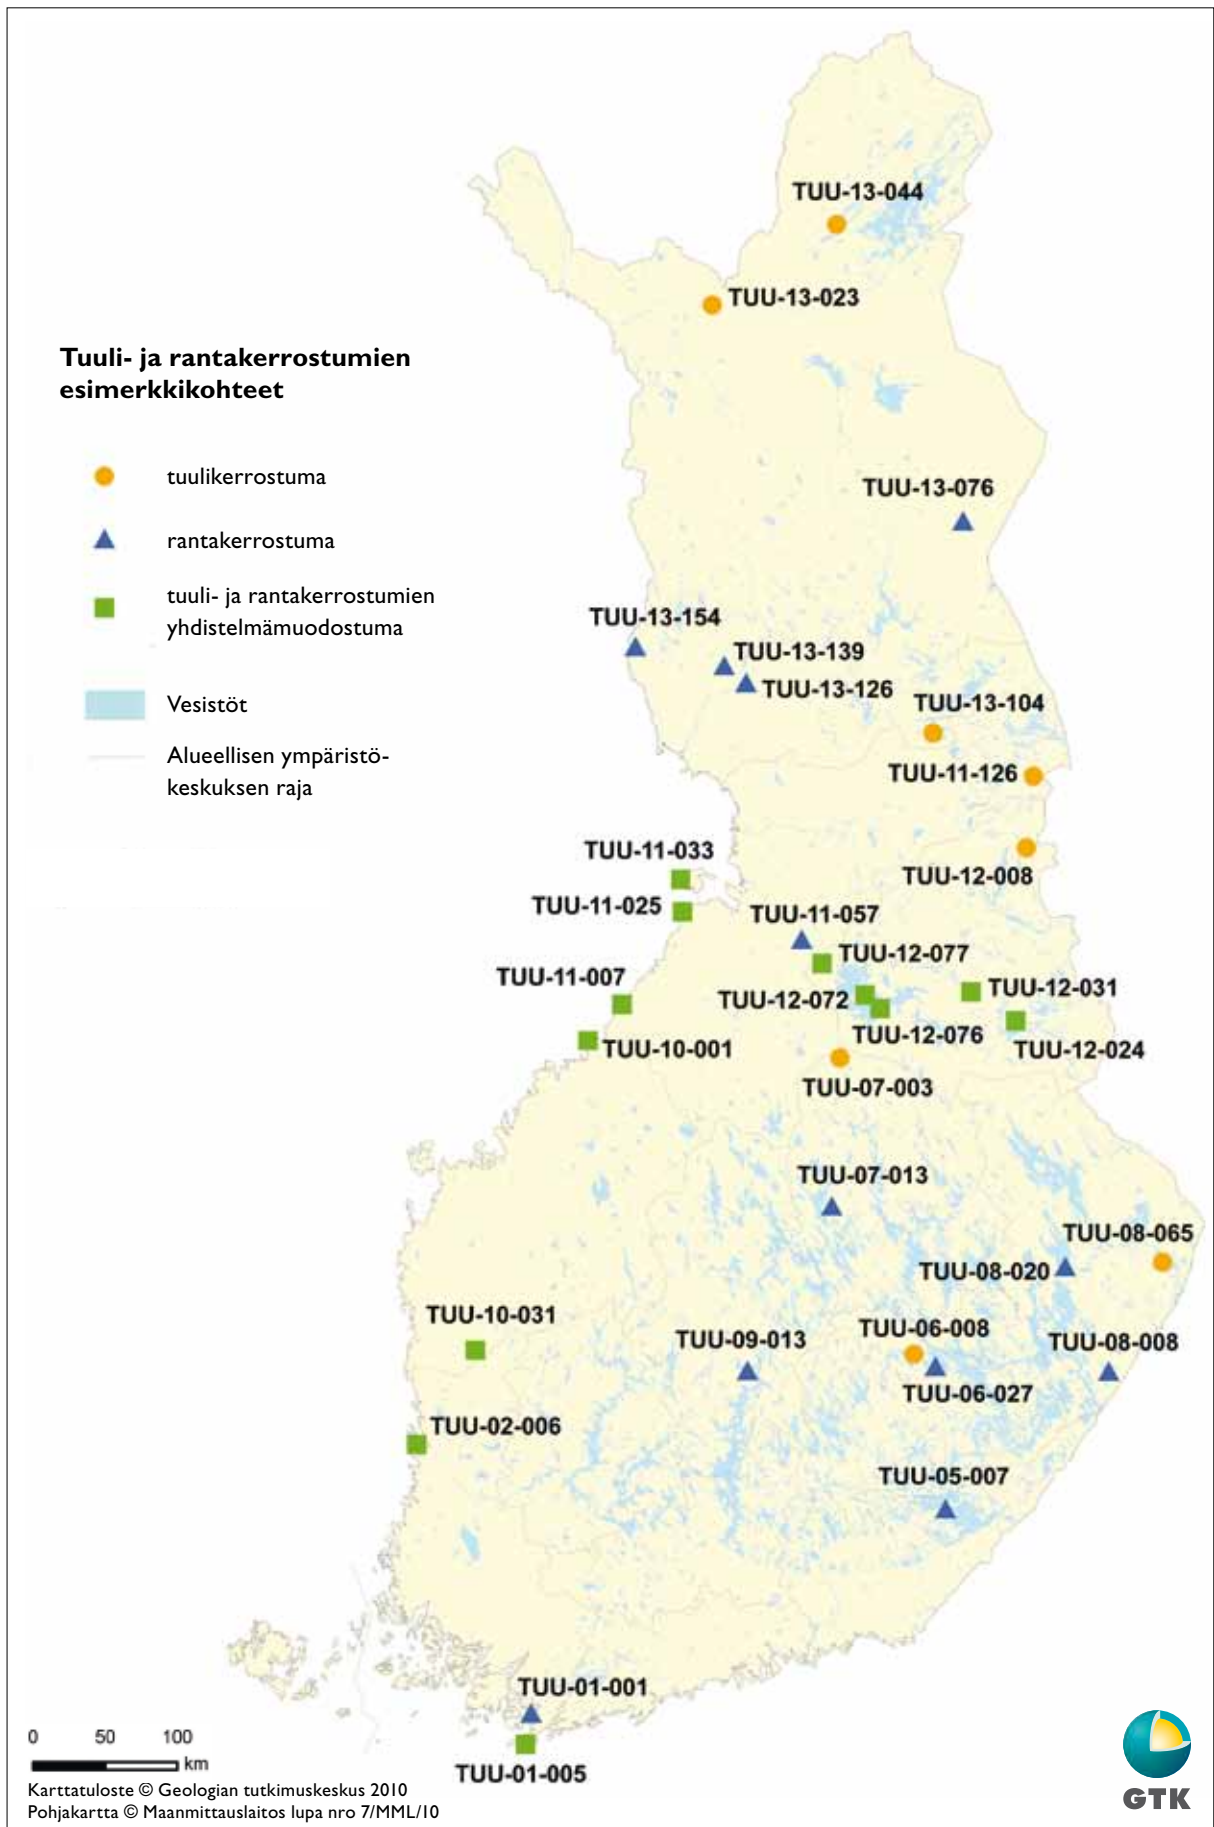 TUU-13-044
TUU-13-023
Tuuli- ja rantakerrostumien
esimerkkikohteet
tuulikerrostuma
rantakerrostuma
tuuli- ja rantakerrostumien
yhdistelmämuodostuma
Vesistöt
Alueellisen ympäristö-
keskuksen raja
TUU-13-076
TUU-13-154
TUU-13-139
TUU-13-126
TUU-13-104
TUU-11-126
TUU-11-033
TUU-12-008
TUU-11-025
TUU-11-057
TUU-12-077
TUU-11-007
TUU-12-072
TUU-12-031
TUU-12-076
TUU-10-001
TUU-12-024
TUU-07-003
TUU-07-013
TUU-08-065
TUU-08-020
TUU-10-031
TUU-09-013
TUU-06-008
TUU-08-008
TUU-06-027
TUU-02-006
TUU-05-007
TUU-01-001
TUU-01-005
0 50 100
km
Karttatuloste © Geologian tutkimuskeskus 2010
Pohjakartta © Maanmittauslaitos lupa nro 7/MML/10
GTK